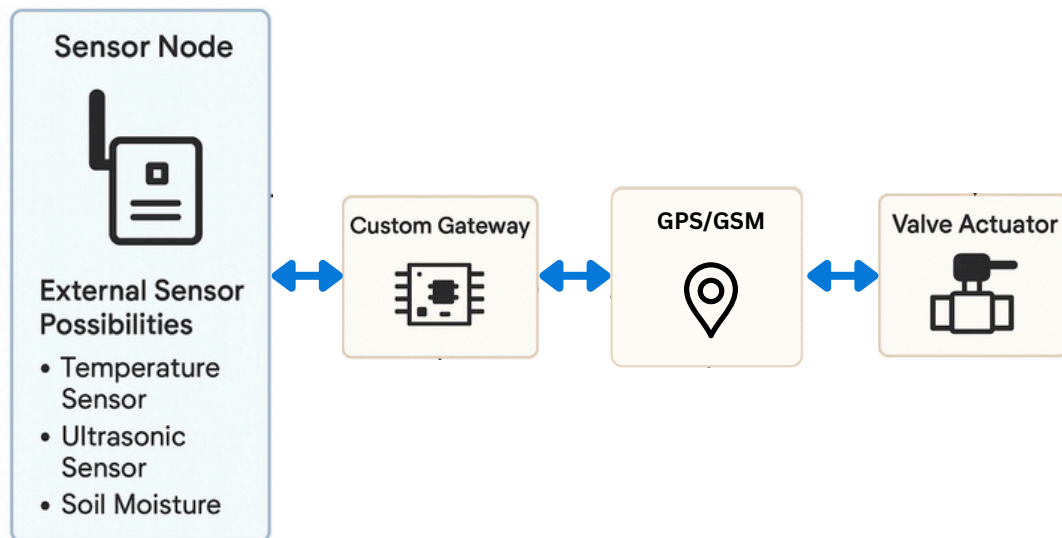 Sensor Node
External Sensor
Possibilities
• Temperature
Sensor
• Ultrasonic
Sensor
• Soil Moisture
Custom Gateway
GPS/GSM
Valve Actuator